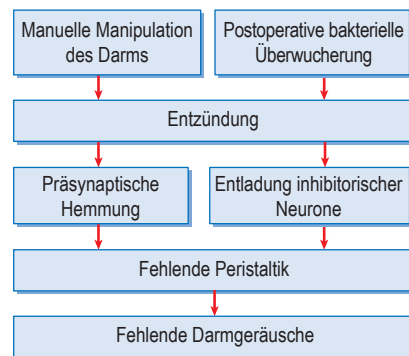 Manuelle Manipulation
des Darms
Postoperative bakterielle
Überwucherung
Entzündung
Präsynaptische
Hemmung
Entladung inhibitorischer
Neurone
Fehlende Peristaltik
Fehlende Darmgeräusche